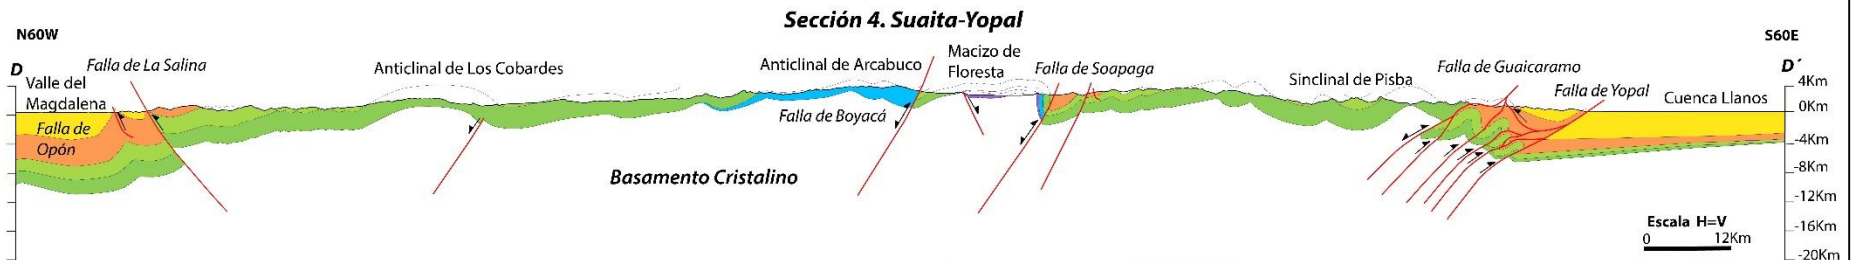 Sección 4. Suaita-Yopal
N60W
S60E
D
D´
Valle del
Magdalena
Falla de La Salina
Falla de
Opón
Anticlinal de Los Cobardes
Anticlinal de Arcabuco
Falla de Boyacá
Macizo de
Floresta
Falla de Soapaga
Sinclinal de Pisba
Falla de Guaicaramo
Falla de Yopal
Cuenca Llanos
Basamento Cristalino
4Km
0Km
-4Km
-8Km
-12Km
-16Km
-20Km
Escala H=V
0 12Km